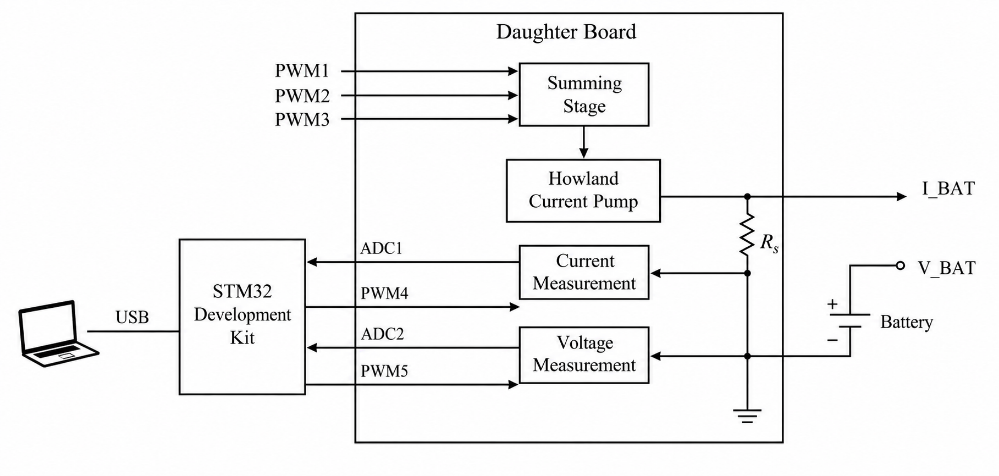 Daughter Board
PWM1
PWM2
PWM3
Summing
Stage
Howland
Current Pump
I_BAT
Rs
ADC1
Current
Measurement
V_BAT
STM32
Development
Kit
PWM4
USB
+
Battery
−
ADC2
Voltage
Measurement
PWM5